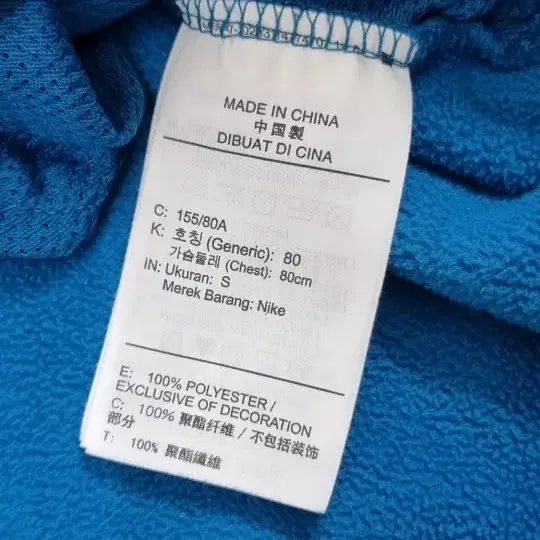 MADE IN CHINA
中国製
DIBUAT DI CINA
C: 155/80A
K: 호칭 (Generic): 80
가슴둘레 (Chest): 80cm
IN: Ukuran: S
Merek Barang: Nike
E: 100% POLYESTER /
EXCLUSIVE OF DECORATION
C: 100% 聚酯纤维 / 不包括装饰
部分
T: 100% 聚酯纖維